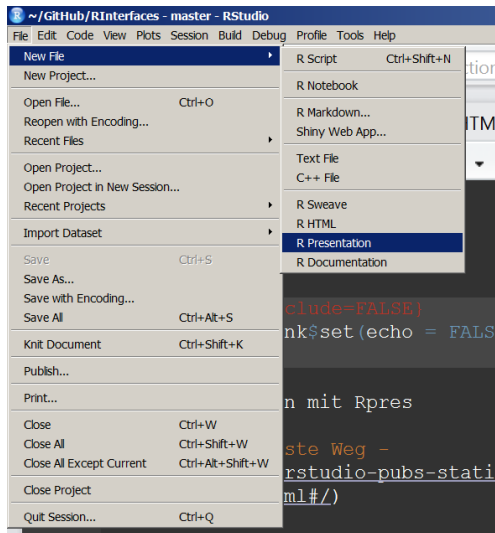 ~/GitHub/RInterfaces - master - RStudio
File Edit Code View Plots Session Build Debug Profile Tools Help
New File
New Project...
Open File... Ctrl+O
Reopen with Encoding...
Recent Files
Open Project...
Open Project in New Session...
Recent Projects
Import Dataset
Save Ctrl+S
Save As...
Save with Encoding...
Save All Ctrl+Alt+S
Knit Document Ctrl+Shift+K
Publish...
Print...
Close Ctrl+W
Close All Ctrl+Shift+W
Close All Except Current Ctrl+Alt+Shift+W
Close Project
Quit Session... Ctrl+Q
R Script Ctrl+Shift+N
R Notebook
R Markdown...
Shiny Web App...
Text File
C++ File
R Sweave
R HTML
R Presentation
R Documentation
ction
HTM
clude=FALSE]
nk$set(echo = FALS
n mit Rpres
ste Weg -
rstudio-pubs-stati
ml#/)